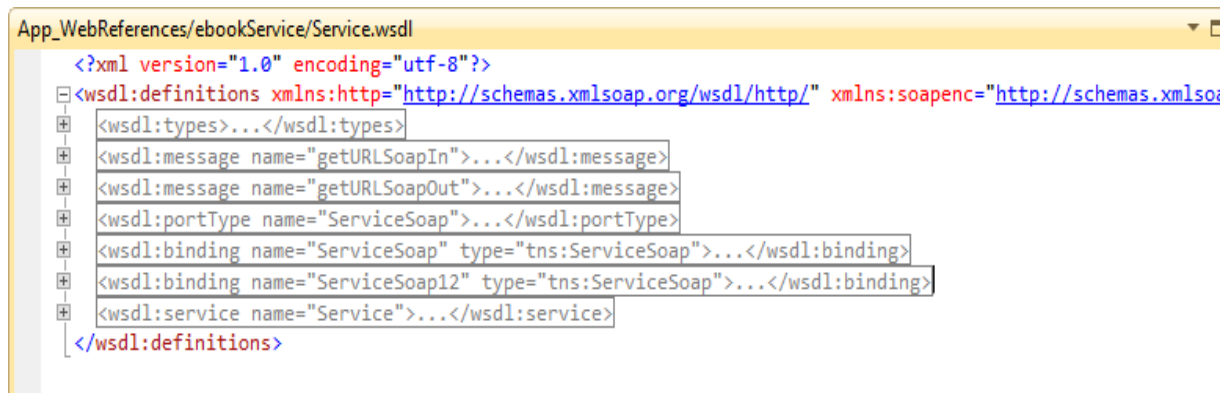 App_WebReferences/ebookService/Service.wsdl
<?xml version="1.0" encoding="utf-8"?>
<wsdl:definitions xmlns:http="http://schemas.xmlsoap.org/wsdl/http/" xmlns:soapenc="http://schemas.xmlsoa
<wsdl:types>...</wsdl:types>
<wsdl:message name="getURLSoapIn">...</wsdl:message>
<wsdl:message name="getURLSoapOut">...</wsdl:message>
<wsdl:portType name="ServiceSoap">...</wsdl:portType>
<wsdl:binding name="ServiceSoap" type="tns:ServiceSoap">...</wsdl:binding>
<wsdl:binding name="ServiceSoap12" type="tns:ServiceSoap">...</wsdl:binding>
<wsdl:service name="Service">...</wsdl:service>
</wsdl:definitions>